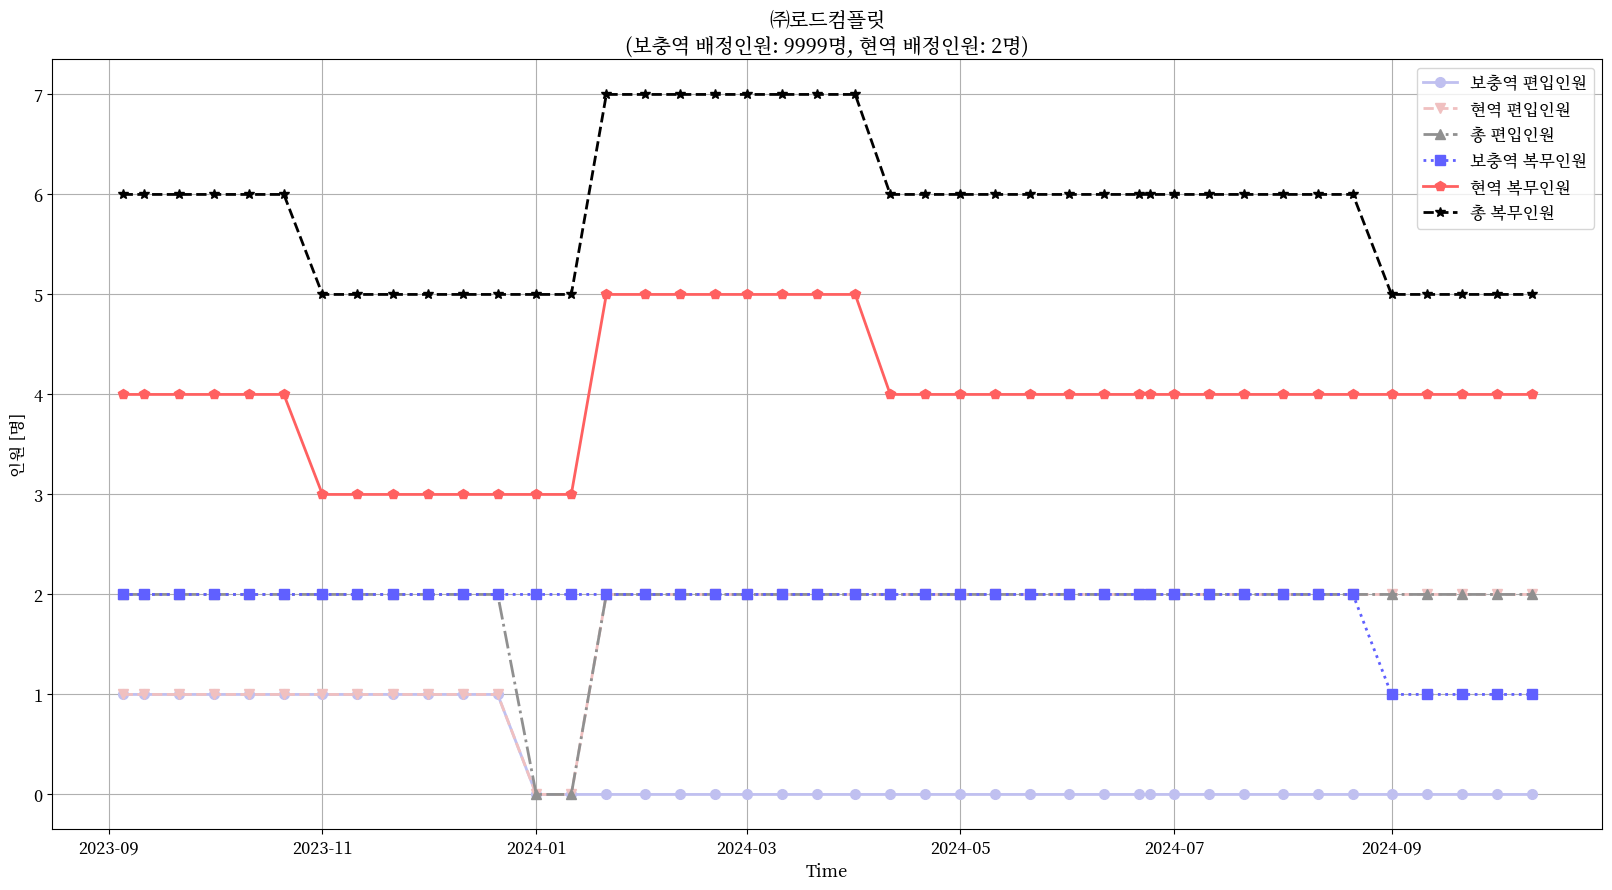 ㈜로드컴플릿
(보충역 배정인원: 9999명, 현역 배정인원: 2명)
보충역 편입인원
현역 편입인원
총 편입인원
보충역 복무인원
현역 복무인원
총 복무인원
인원 [명]
7
6
5
4
3
2
1
0
2023-09
2023-11
2024-01
2024-03
2024-05
2024-07
2024-09
Time